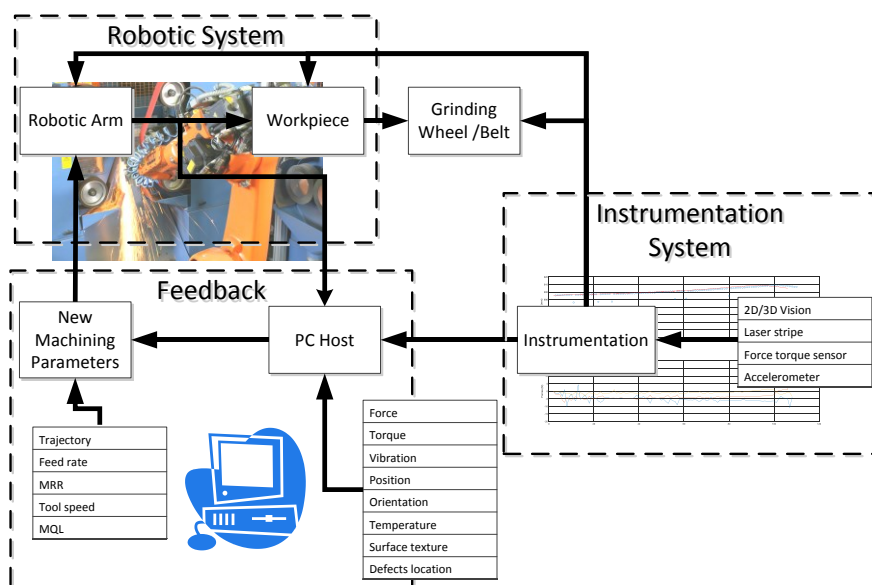 Robotic System
Robotic Arm
Workpiece
Grinding
Wheel /Belt
Instrumentation
System
Feedback
New
Machining
Parameters
PC Host
Instrumentation
2D/3D Vision
Laser stripe
Force torque sensor
Accelerometer
Trajectory
Feed rate
MRR
Tool speed
MQL
Force
Torque
Vibration
Position
Orientation
Temperature
Surface texture
Defects location